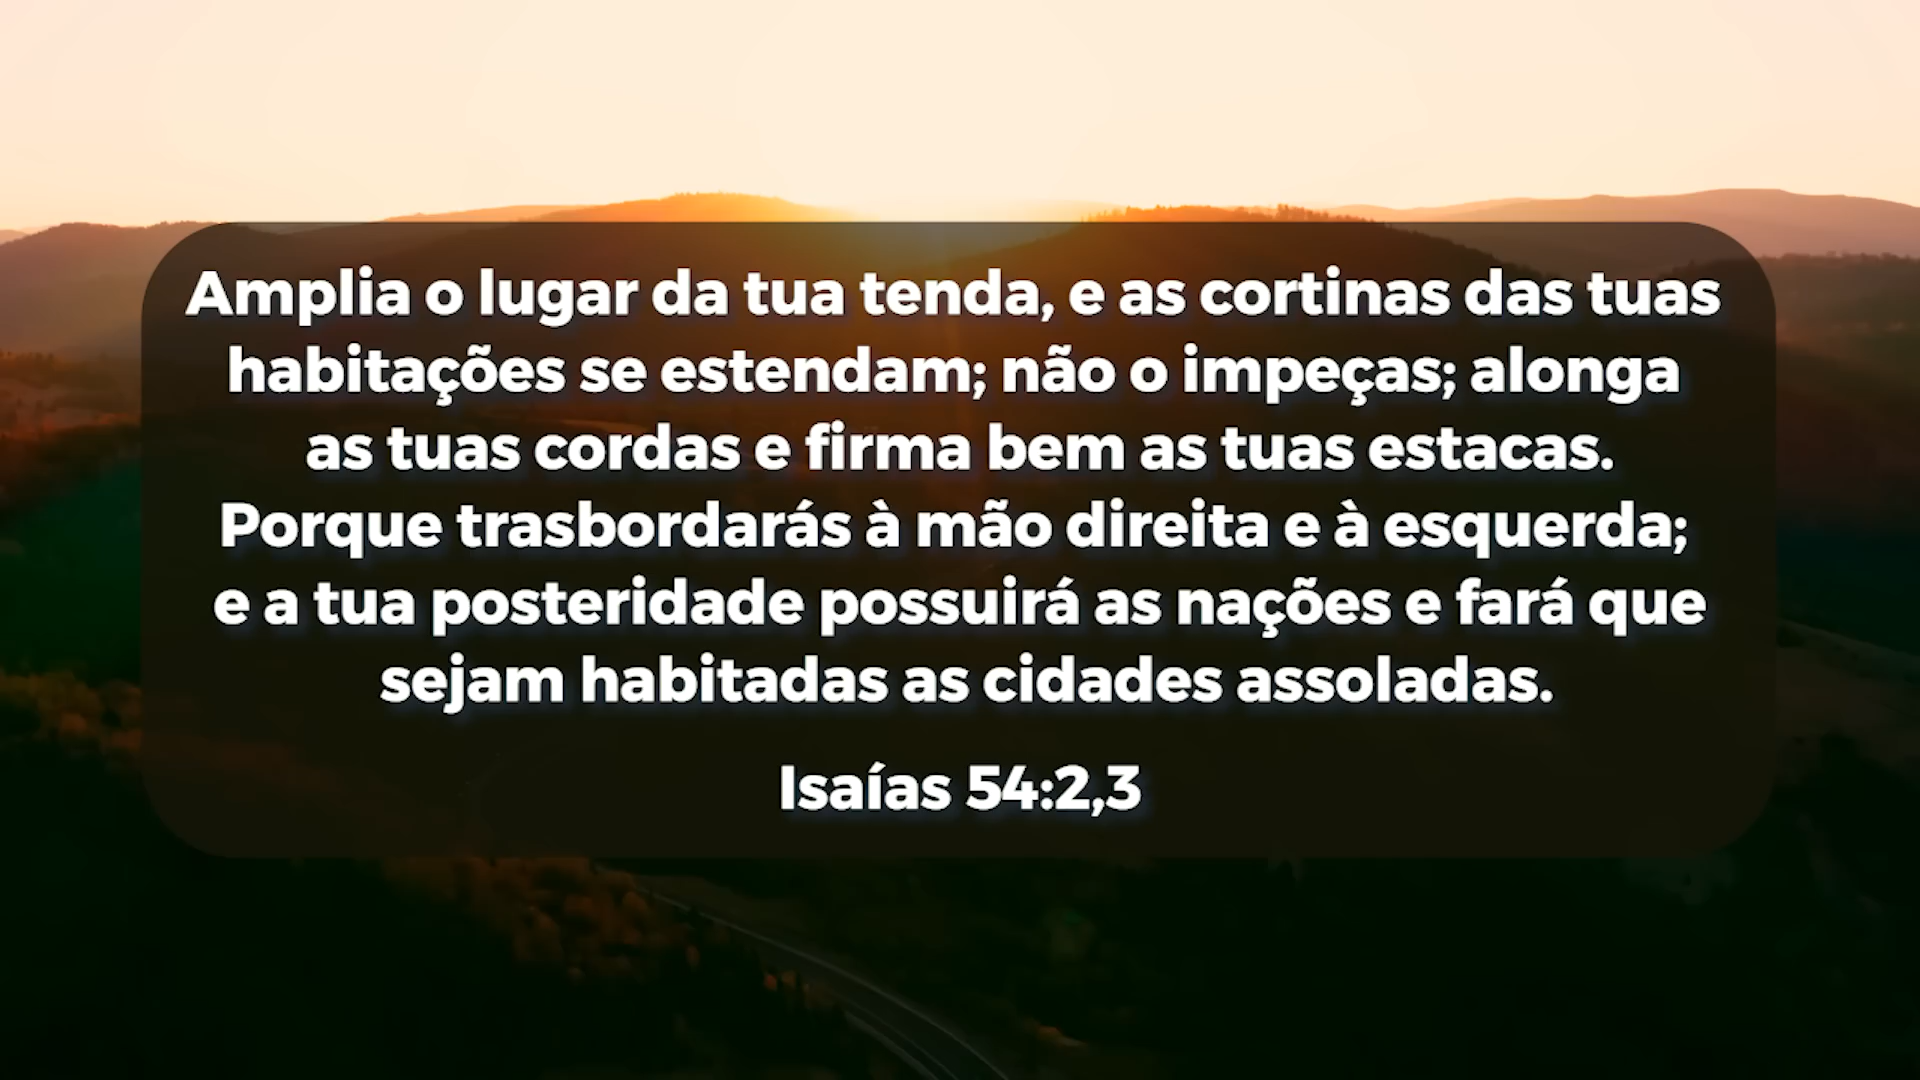 Amplia o lugar da tua tenda, e as cortinas das tuas
habitações se estendam; não o impeças; alonga
as tuas cordas e firma bem as tuas estacas.
Porque trasbordarás à mão direita e à esquerda;
e a tua posteridade possuirá as nações e fará que
sejam habitadas as cidades assoladas.
Isaías 54:2,3